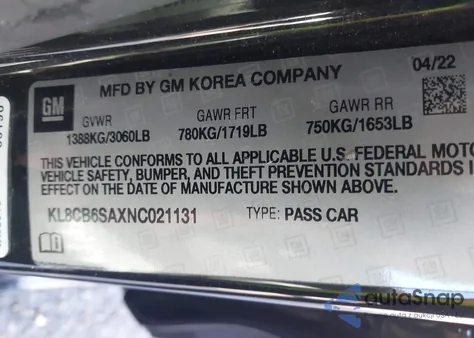 MFD BY GM KOREA COMPANY 04/22
GM GVWR GAWR FRT GAWR RR
1388KG/3060LB 780KG/1719LB 750KG/1653LB
THIS VEHICLE CONFORMS TO ALL APPLICABLE U.S. FEDERAL MOTO
VEHICLE SAFETY, BUMPER, AND THEFT PREVENTION STANDARDS I
EFFECT ON THE DATE OF MANUFACTURE SHOWN ABOVE.
KL8CB6SAXNC021131 TYPE: PASS CAR
autoSnap